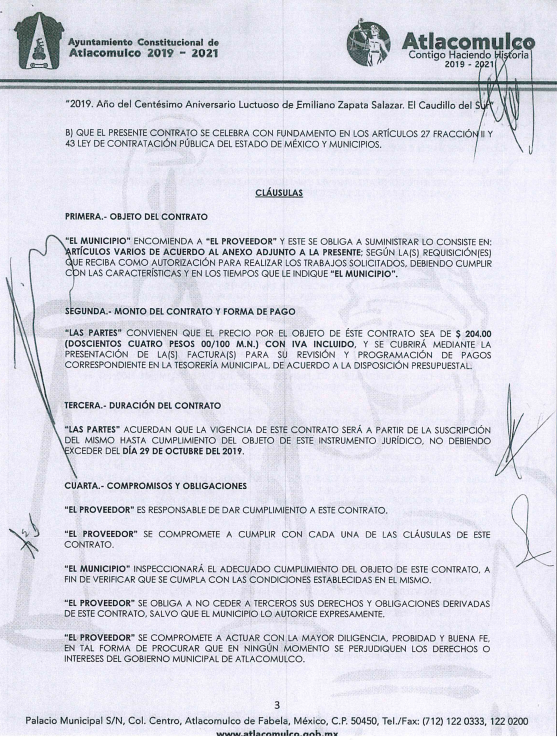 Ayuntamiento Constitucional de
Atlacomulco 2019 - 2021
Atlacomulco
Contigo Haciendo Historia
2019 - 2021
"2019. Año del Centésimo Aniversario Luctuoso de Emiliano Zapata Salazar. El Caudillo del Sur"
B) QUE EL PRESENTE CONTRATO SE CELEBRA CON FUNDAMENTO EN LOS ARTÍCULOS 27 FRACCIÓN II Y
43 LEY DE CONTRATACIÓN PÚBLICA DEL ESTADO DE MÉXICO Y MUNICIPIOS.
CLÁUSULAS
PRIMERA.- OBJETO DEL CONTRATO
"EL MUNICIPIO" ENCOMIENDA A "EL PROVEEDOR" Y ESTE SE OBLIGA A SUMINISTRAR LO CONSISTE EN:
ARTÍCULOS VARIOS DE ACUERDO AL ANEXO ADJUNTO A LA PRESENTE; SEGÚN LA(S) REQUISICIÓN(ES)
QUE RECIBA COMO AUTORIZACIÓN PARA REALIZAR LOS TRABAJOS SOLICITADOS, DEBIENDO CUMPLIR
CON LAS CARACTERÍSTICAS Y EN LOS TIEMPOS QUE LE INDIQUE "EL MUNICIPIO".
SEGUNDA.- MONTO DEL CONTRATO Y FORMA DE PAGO
"LAS PARTES" CONVIENEN QUE EL PRECIO POR EL OBJETO DE ÉSTE CONTRATO SEA DE $ 204.00
(DOSCIENTOS CUATRO PESOS 00/100 M.N.) CON IVA INCLUIDO, Y SE CUBRIRÁ MEDIANTE LA
PRESENTACIÓN DE LA(S) FACTURA(S) PARA SU REVISIÓN Y PROGRAMACIÓN DE PAGOS
CORRESPONDIENTE EN LA TESORERÍA MUNICIPAL, DE ACUERDO A LA DISPOSICIÓN PRESUPUESTAL.
TERCERA.- DURACIÓN DEL CONTRATO
"LAS PARTES" ACUERDAN QUE LA VIGENCIA DE ESTE CONTRATO SERÁ A PARTIR DE LA SUSCRIPCIÓN
DEL MISMO HASTA CUMPLIMIENTO DEL OBJETO DE ESTE INSTRUMENTO JURÍDICO, NO DEBIENDO
EXCEDER DEL DÍA 29 DE OCTUBRE DEL 2019.
CUARTA.- COMPROMISOS Y OBLIGACIONES
"EL PROVEEDOR" ES RESPONSABLE DE DAR CUMPLIMIENTO A ESTE CONTRATO.
"EL PROVEEDOR" SE COMPROMETE A CUMPLIR CON CADA UNA DE LAS CLÁUSULAS DE ESTE
CONTRATO.
"EL MUNICIPIO" INSPECCIONARÁ EL ADECUADO CUMPLIMIENTO DEL OBJETO DE ESTE CONTRATO, A
FIN DE VERIFICAR QUE SE CUMPLA CON LAS CONDICIONES ESTABLECIDAS EN EL MISMO.
"EL PROVEEDOR" SE OBLIGA A NO CEDER A TERCEROS SUS DERECHOS Y OBLIGACIONES DERIVADAS
DE ESTE CONTRATO, SALVO QUE EL MUNICIPIO LO AUTORICE EXPRESAMENTE.
"EL PROVEEDOR" SE COMPROMETE A ACTUAR CON LA MAYOR DILIGENCIA, PROBIDAD Y BUENA FE,
EN TAL FORMA DE PROCURAR QUE EN NINGÚN MOMENTO SE PERJUDIQUEN LOS DERECHOS O
INTERESES DEL GOBIERNO MUNICIPAL DE ATLACOMULCO.
3
Palacio Municipal S/N, Col. Centro, Atlacomulco de Fabela, México, C.P. 50450, Tel./Fax: (712) 122 0333, 122 0200
www.atlacomulco.gob.mx